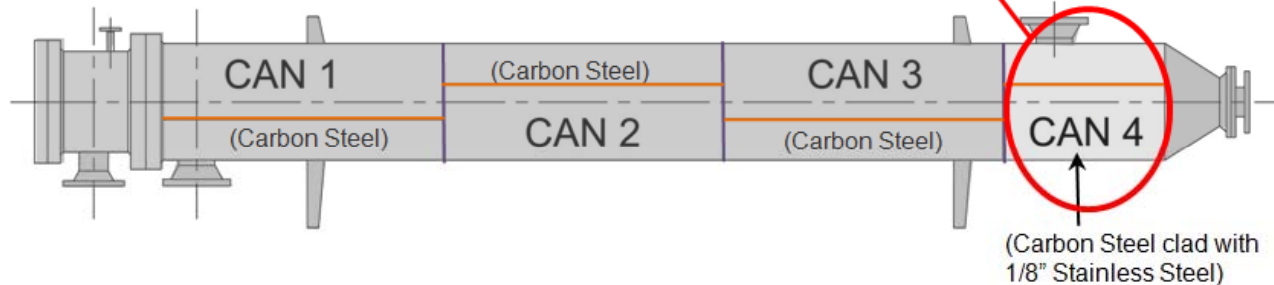 CAN 1
(Carbon Steel)
CAN 3
(Carbon Steel)
CAN 2
(Carbon Steel)
CAN 4
(Carbon Steel clad with
1/8” Stainless Steel)